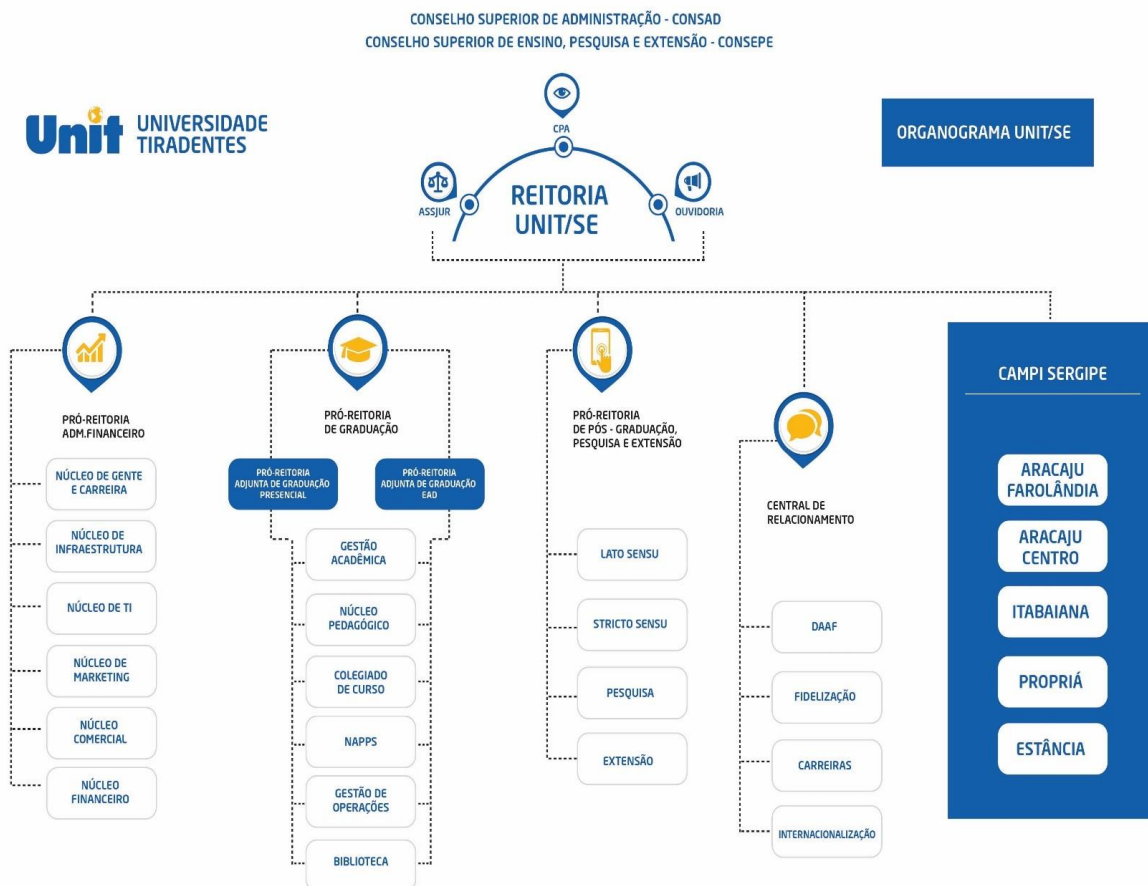 CONSELHO SUPERIOR DE ADMINISTRAÇÃO - CONSAD
CONSELHO SUPERIOR DE ENSINO, PESQUISA E EXTENSÃO - CONSEPE
Unit
UNIVERSIDADE
TIRADENTES
ORGANOGRAMA UNIT/SE
CPA
ASSJUR
OUVIDORIA
REITORIA
UNIT/SE
PRÓ-REITORIA
ADM.FINANCEIRO
NÚCLEO DE GENTE
E CARREIRA
NÚCLEO DE
INFRAESTRUTURA
NÚCLEO DE TI
NÚCLEO DE
MARKETING
NÚCLEO
COMERCIAL
NÚCLEO
FINANCEIRO
PRÓ-REITORIA
DE GRADUAÇÃO
PRÓ-REITORIA
ADJUNTA DE GRADUAÇÃO
PRESENCIAL
PRÓ-REITORIA
ADJUNTA DE GRADUAÇÃO
EAD
GESTÃO
ACADÊMICA
NÚCLEO
PEDAGÓGICO
COLEGIADO
DE CURSO
NAPPS
GESTÃO DE
OPERAÇÕES
BIBLIOTECA
PRÓ-REITORIA
DE PÓS - GRADUAÇÃO,
PESQUISA E EXTENSÃO
LATO SENSU
STRICTO SENSU
PESQUISA
EXTENSÃO
CENTRAL DE
RELACIONAMENTO
DAAF
FIDELIZAÇÃO
CARREIRAS
INTERNACIONALIZAÇÃO
CAMPI SERGIPE
ARACAJU
FAROLÂNDIA
ARACAJU
CENTRO
ITABAIANA
PROPRIÁ
ESTÂNCIA